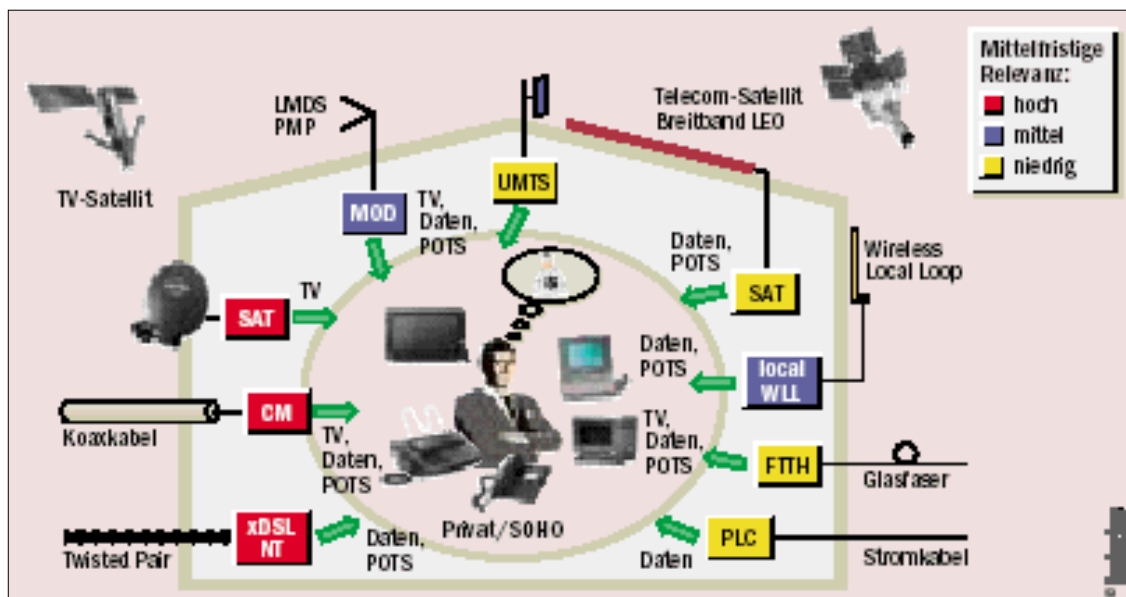 Mittelfristige
Relevanz:
hoch
mittel
niedrig
LMDS
PMP
Telecom-Satellit
Breitband LEO
TV-Satellit
UMTS
MOD
TV,
Daten,
POTS
Daten,
POTS
SAT
Wireless
Local Loop
SAT
TV
Daten,
POTS
local
WLL
CM
Koaxkabel
TV,
Daten,
POTS
TV,
Daten,
POTS
FTTH
Glasfaser
Privat/SOHO
xDSL
NT
Twisted Pair
Daten,
POTS
Daten
PLC
Stromkabel